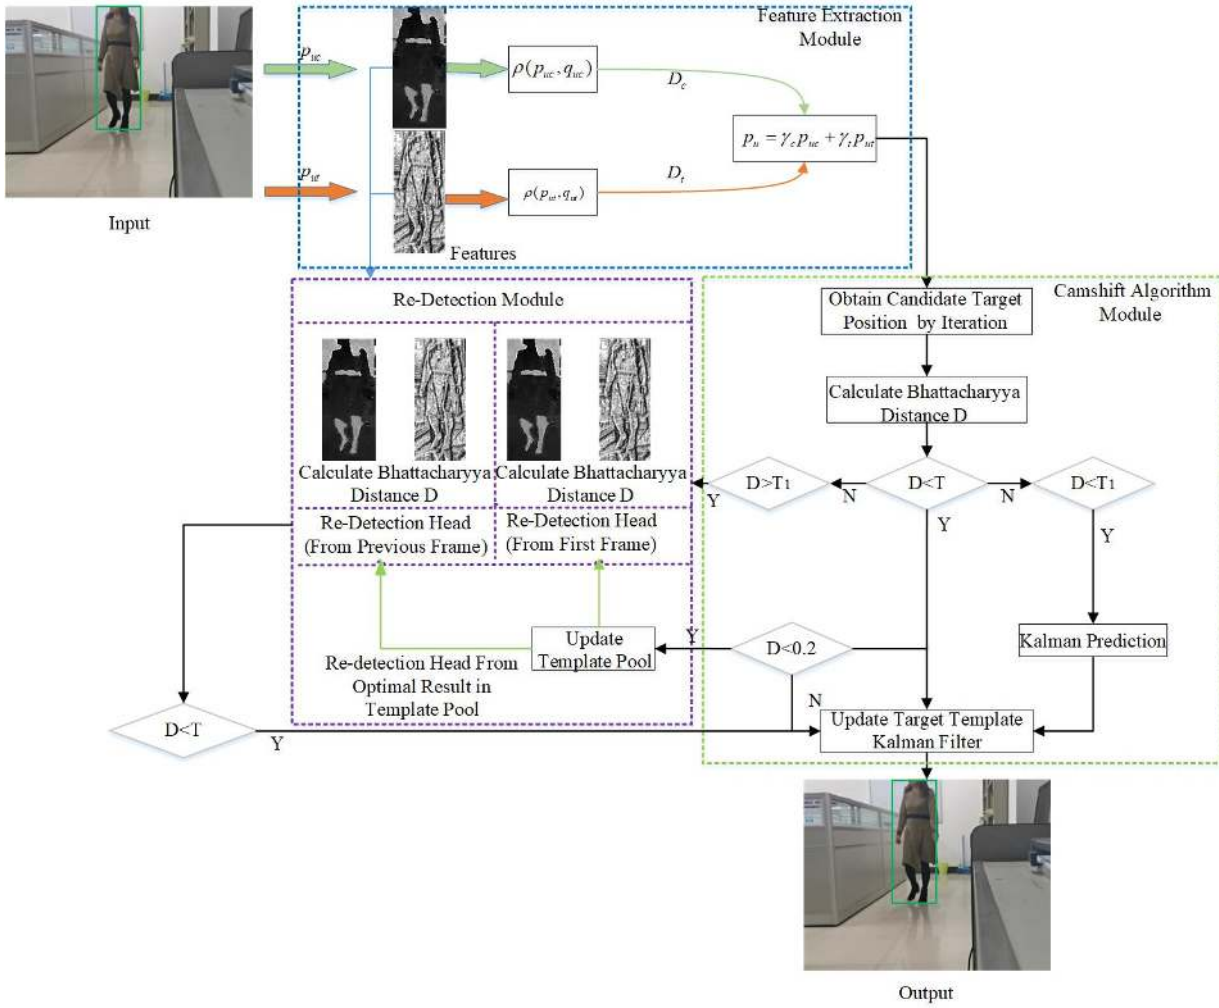 Feature Extraction
Module
p_uc
ρ(p_uc, q_uc)
D_c
p_u = γ_c p_uc + γ_t p_ut
p_ut
ρ(p_ut, q_ut)
D_t
Input
Features
Re-Detection Module
Camshift Algorithm
Module
Obtain Candidate Target
Position by Iteration
Calculate Bhattacharyya
Distance D
Calculate Bhattacharyya
Distance D
Calculate Bhattacharyya
Distance D
D>T1
N
D<T
N
D<T1
Y
Y
Y
Re-Detection Head
(From Previous Frame)
Re-Detection Head
(From First Frame)
Update
Template Pool
Y
D<0.2
Kalman Prediction
Re-detection Head From
Optimal Result in
Template Pool
N
D<T
Y
Update Target Template
Kalman Filter
Output